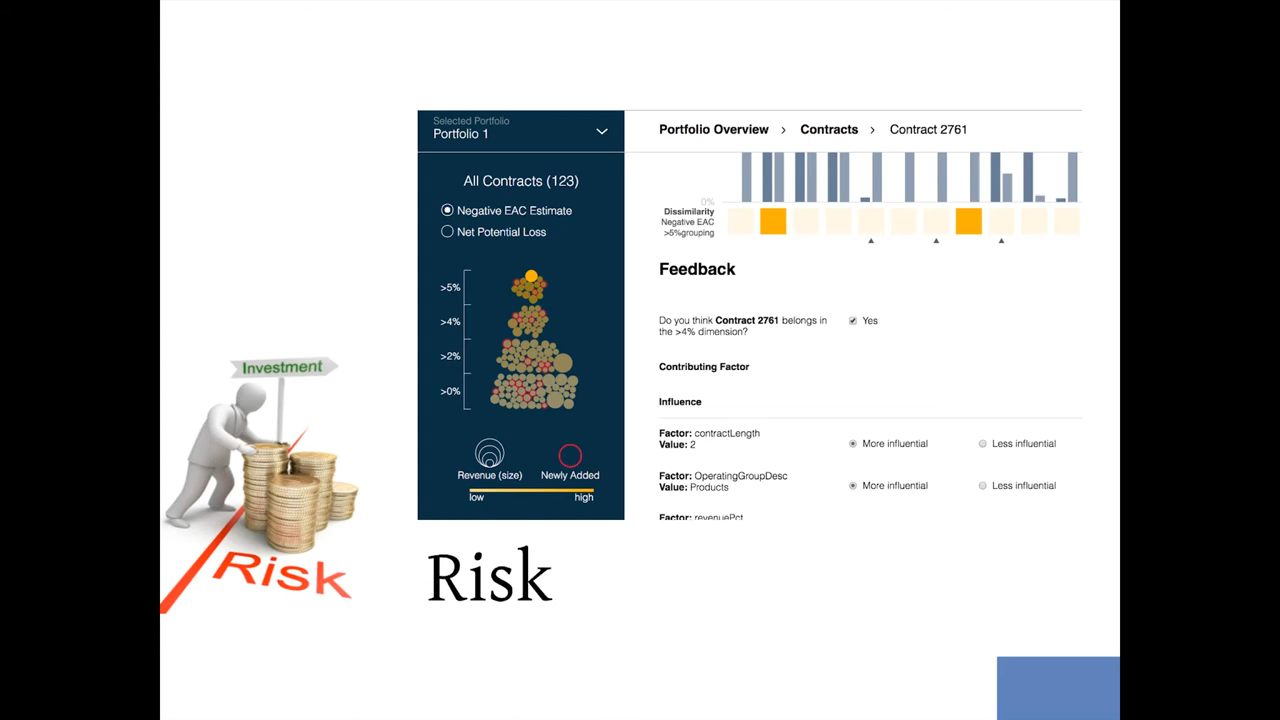 Selected Portfolio
Portfolio 1
All Contracts (123)
Negative EAC Estimate
Net Potential Loss
>5%
>4%
>2%
>0%
Revenue (size)
Newly Added
low
high
Portfolio Overview > Contracts > Contract 2761
0%
Dissimilarity
Negative EAC
>5%grouping
Feedback
Do you think Contract 2761 belongs in
the >4% dimension?
Yes
Contributing Factor
Influence
Factor: contractLength
Value: 2
More influential
Less influential
Factor: OperatingGroupDesc
Value: Products
More influential
Less influential
Factor: revenuePct
Investment
Risk
Risk